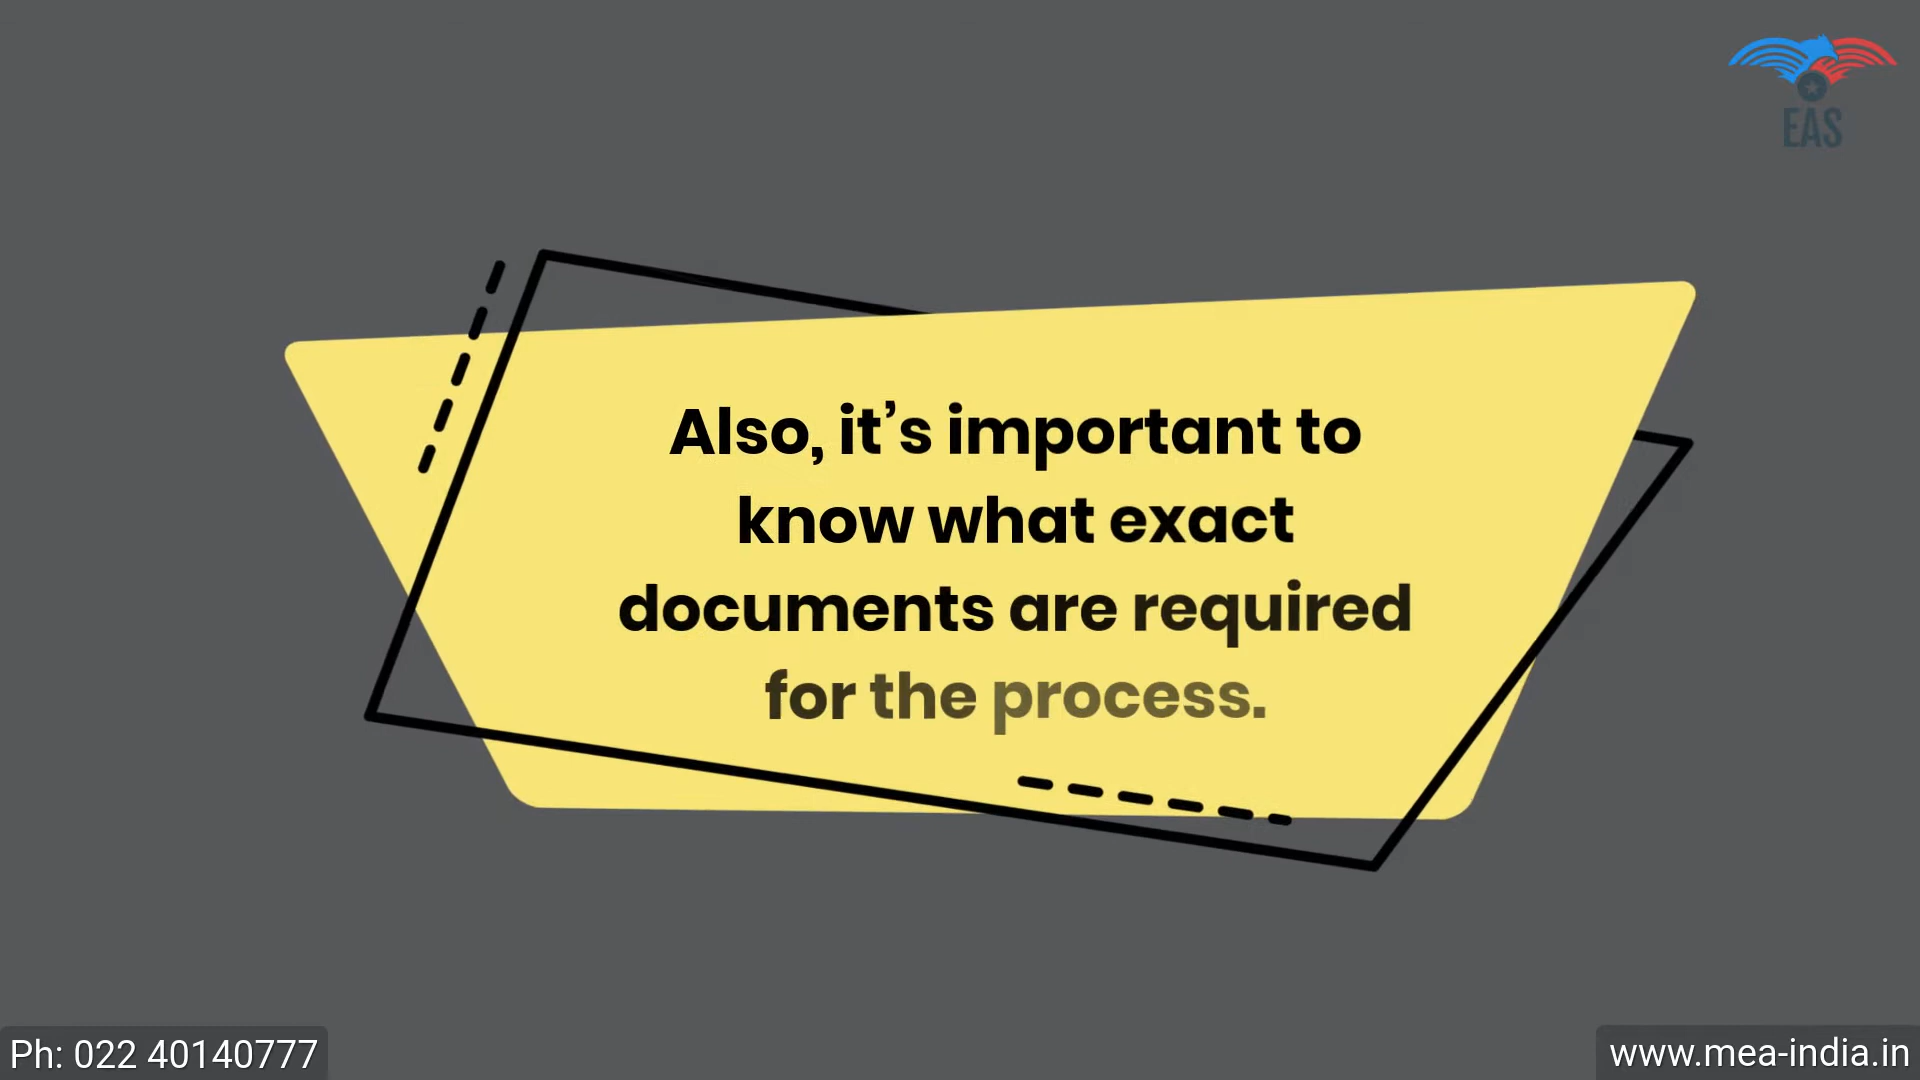 EAS
Also, it’s important to
know what exact
documents are required
for the process.
Ph: 022 40140777
www.mea-india.in